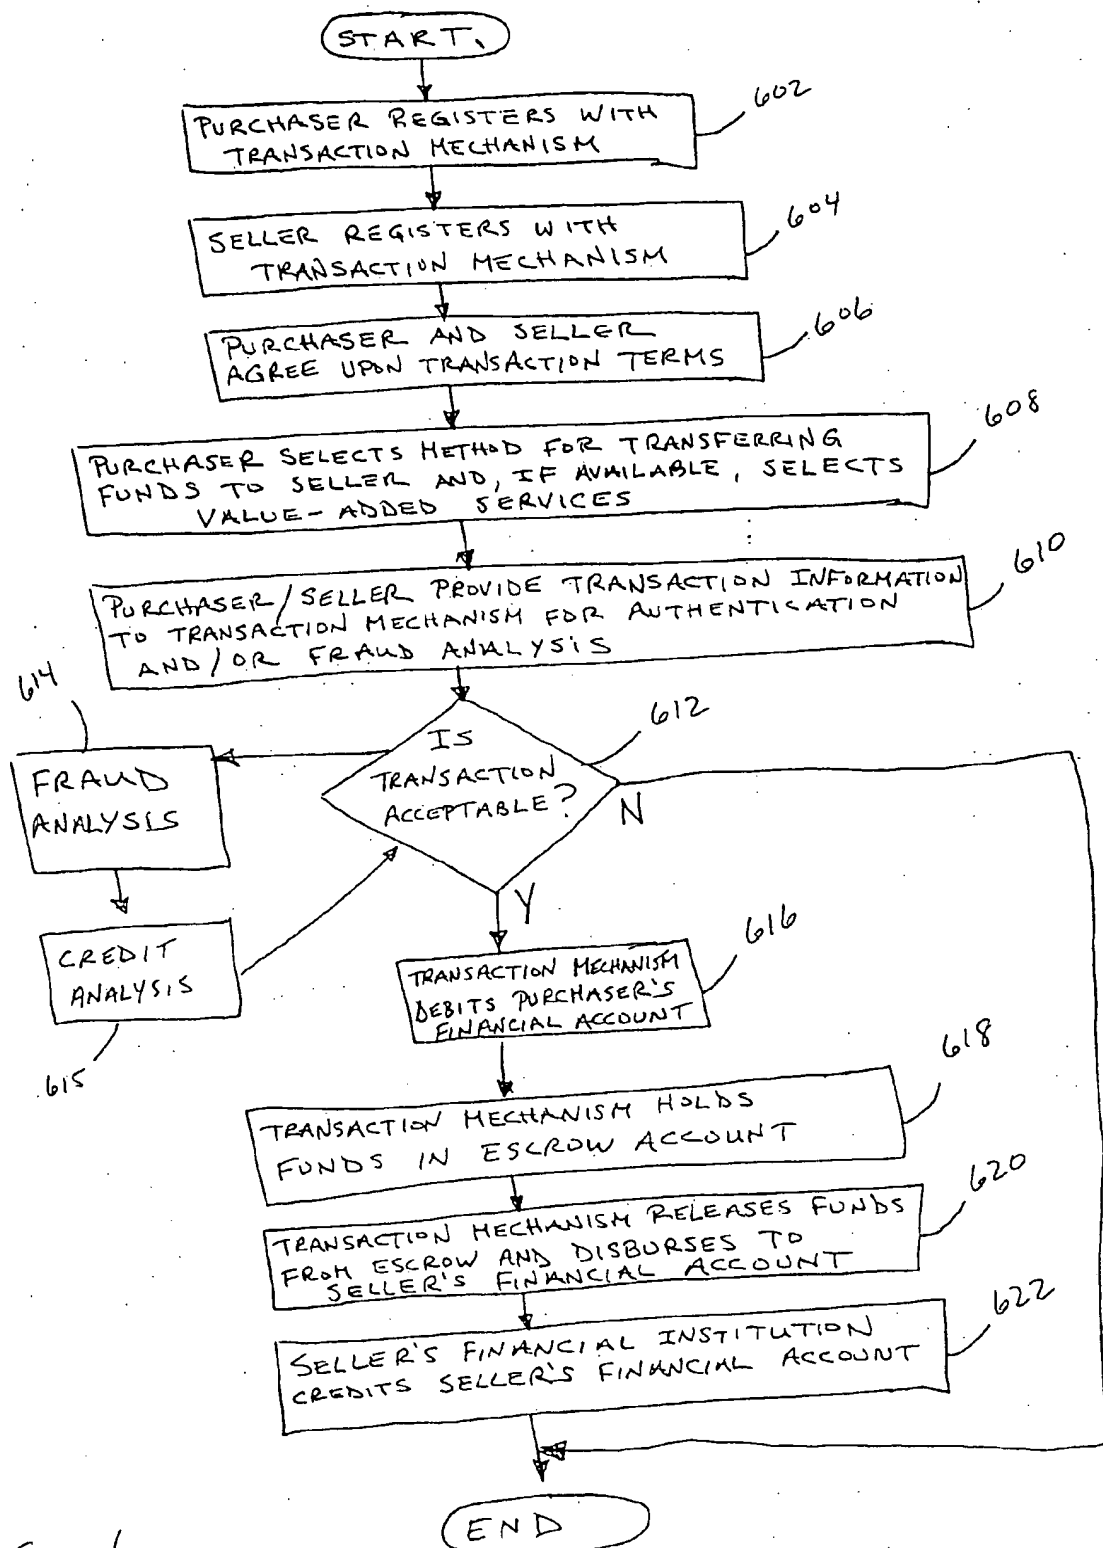 START.
602
PURCHASER REGISTERS WITH
TRANSACTION MECHANISM
604
SELLER REGISTERS WITH
TRANSACTION MECHANISM
606
PURCHASER AND SELLER
AGREE UPON TRANSACTION TERMS
608
PURCHASER SELECTS METHOD FOR TRANSFERRING
FUNDS TO SELLER AND, IF AVAILABLE, SELECTS
VALUE-ADDED SERVICES
610
PURCHASER/SELLER PROVIDE TRANSACTION INFORMATION
TO TRANSACTION MECHANISM FOR AUTHENTICATION
AND/OR FRAUD ANALYSIS
614
612
IS
TRANSACTION
ACCEPTABLE?
N
FRAUD
ANALYSIS
Y
CREDIT
ANALYSIS
615
616
TRANSACTION MECHANISM
DEBITS PURCHASER'S
FINANCIAL ACCOUNT
618
TRANSACTION MECHANISM HOLDS
FUNDS IN ESCROW ACCOUNT
620
TRANSACTION MECHANISM RELEASES FUNDS
FROM ESCROW AND DISBURSES TO
SELLER'S FINANCIAL ACCOUNT
622
SELLER'S FINANCIAL INSTITUTION
CREDITS SELLER'S FINANCIAL ACCOUNT
END